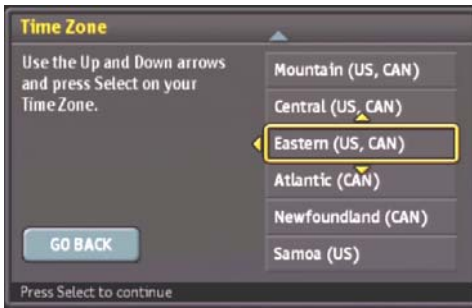 Time Zone
Use the Up and Down arrows
and press Select on your
Time Zone.
Mountain (US, CAN)
Central (US, CAN)
Eastern (US, CAN)
Atlantic (CAN)
Newfoundland (CAN)
Samoa (US)
GO BACK
Press Select to continue